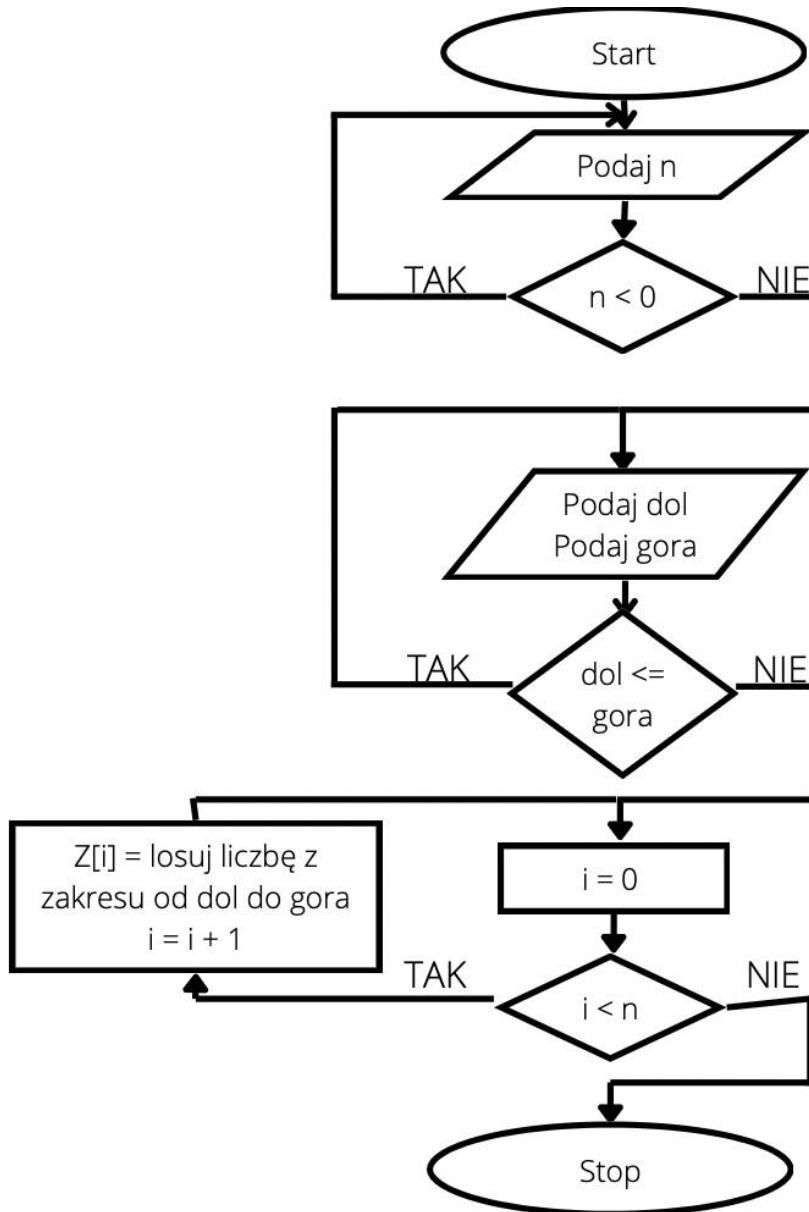 Start
Podaj n
TAK
n < 0
NIE
Podaj dol
Podaj gora
TAK
dol <=
gora
NIE
Z[i] = losuj liczbę z
zakresu od dol do gora
i = i + 1
i = 0
TAK
i < n
NIE
Stop